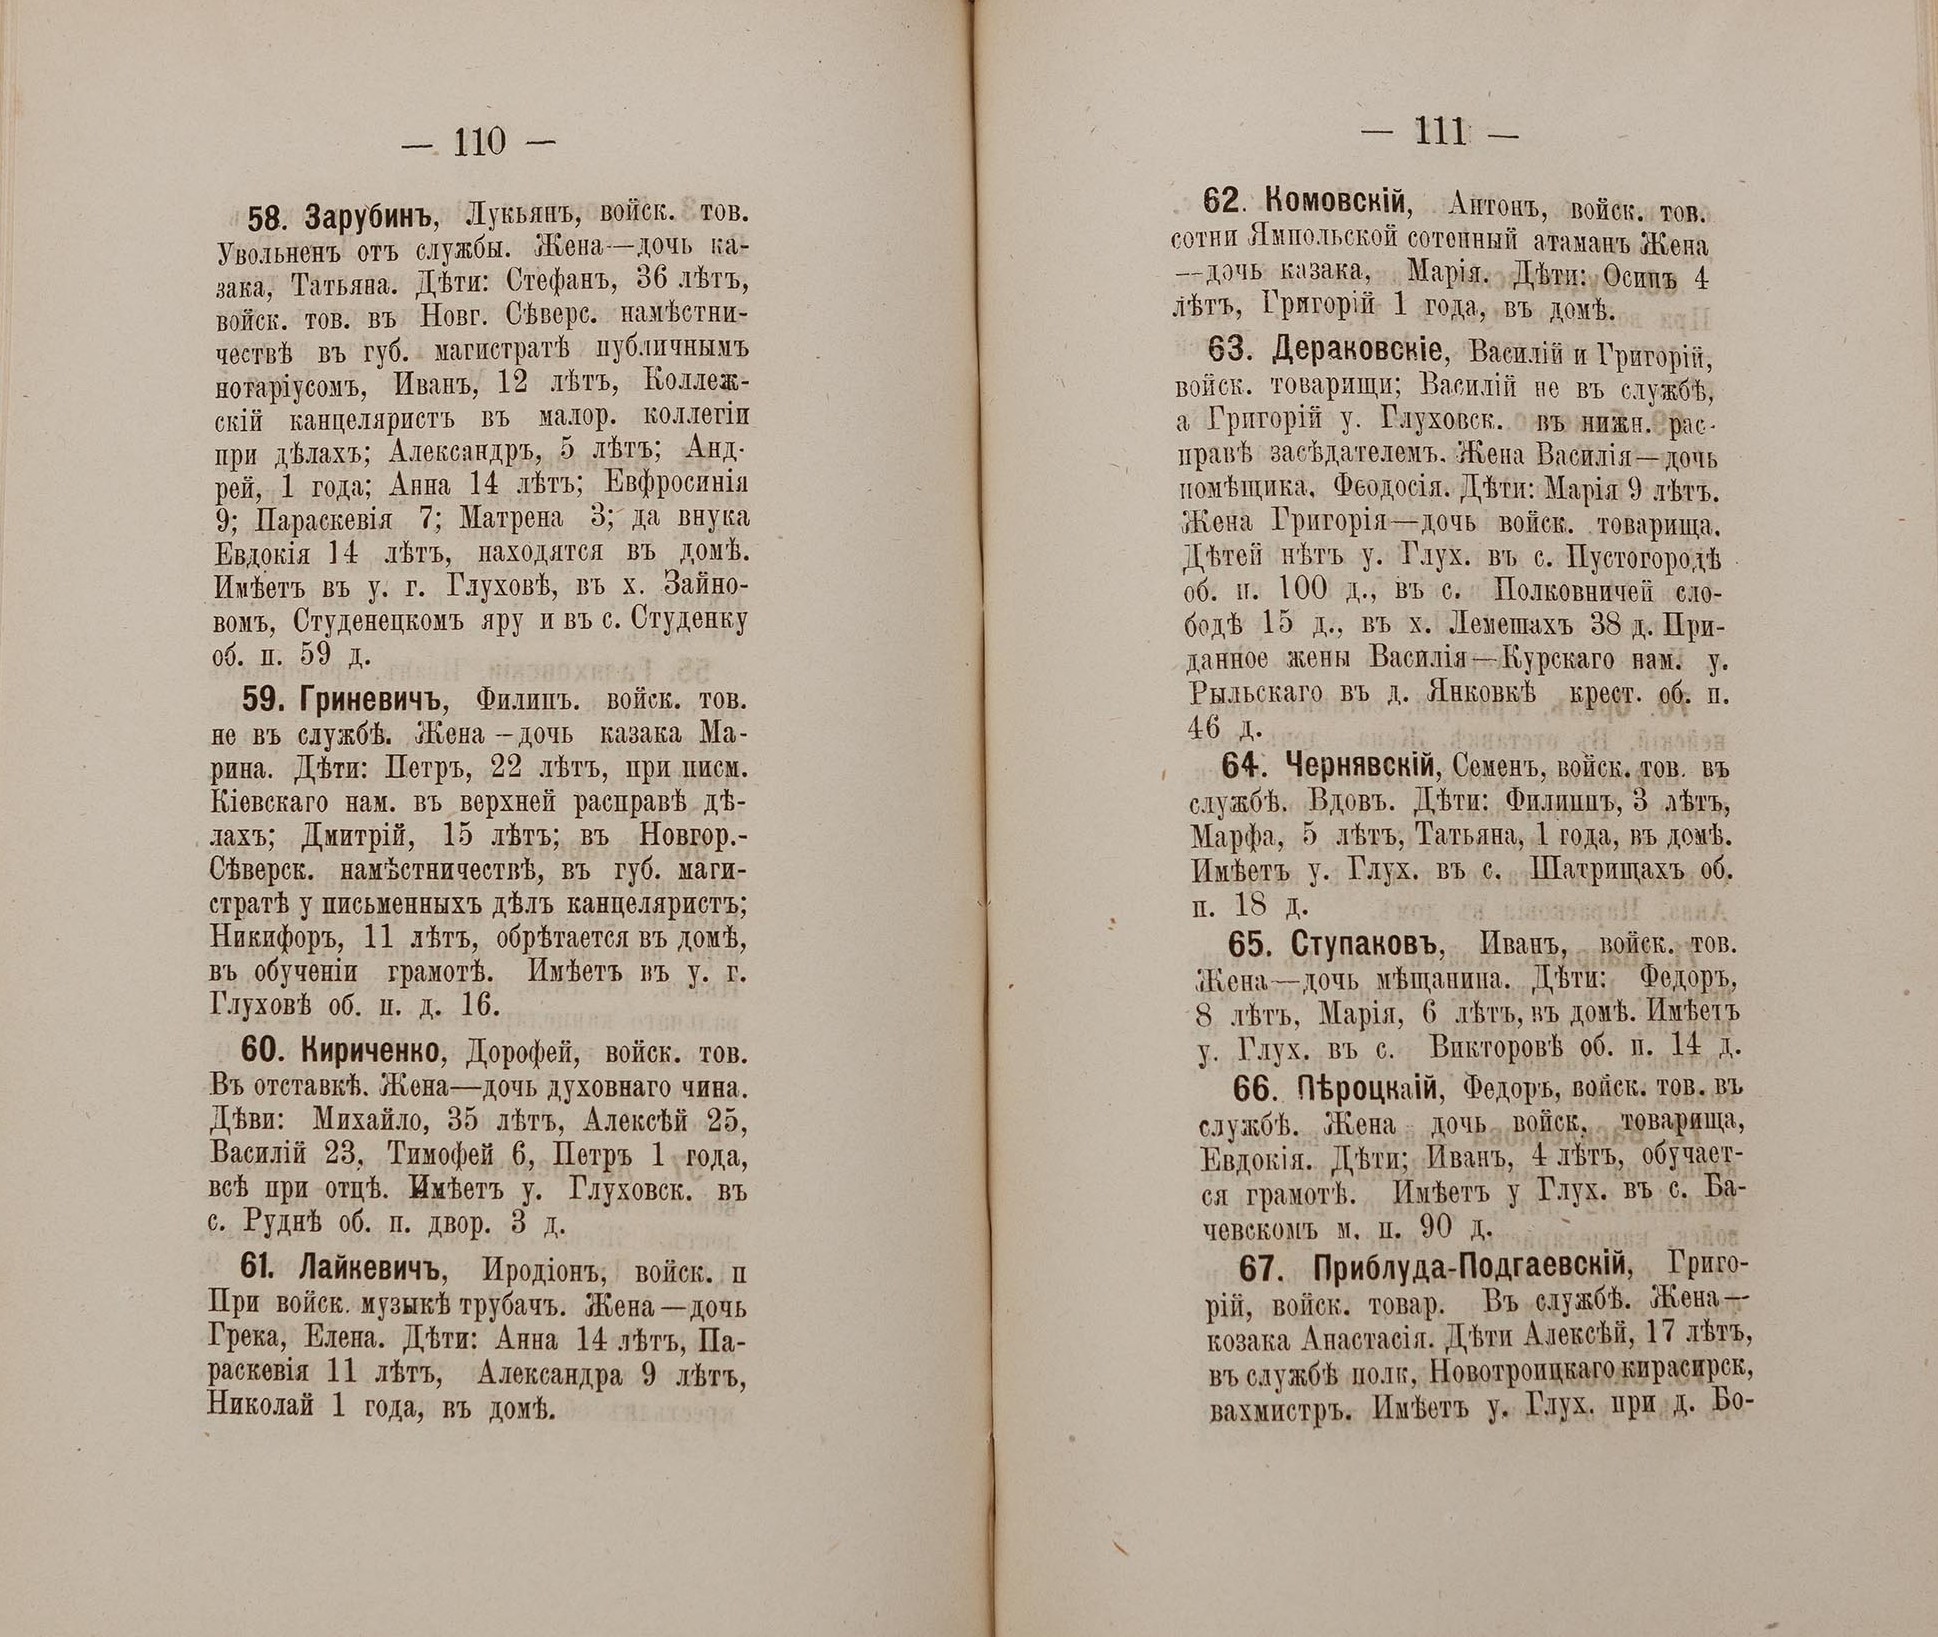 — 110 —
58. Зарубинъ, Лукьянъ, войск. тов.
Увольненъ отъ службы. Жена—дочь ка-
зака, Татьяна. Дѣти: Стефанъ, 36 лѣтъ,
войск. тов. въ Новг. Сѣверс. намѣстни-
чествѣ въ губ. магистратѣ публичнымъ
нотаріусомъ, Иванъ, 12 лѣтъ, Коллеж-
скій канцеляристъ въ малор. коллегіи
при дѣлахъ; Александръ, 5 лѣтъ; Анд-
рей, 1 года; Анна 14 лѣтъ; Евфросинія
9; Параскевія 7; Матрена 3; да внука
Евдокія 14 лѣтъ, находятся въ домѣ.
Имѣетъ въ у. г. Глуховѣ, въ х. Зайно-
вомъ, Студенецкомъ яру и въ с. Студенку
об. п. 59 д.
59. Гриневичъ, Филипъ. войск. тов.
не въ службѣ. Жена—дочь казака Ма-
рина. Дѣти: Петръ, 22 лѣтъ, при писм.
Кіевскаго нам. въ верхней расправѣ дѣ-
лахъ; Дмитрій, 15 лѣтъ; въ Новгор.-
Сѣверск. намѣстничествѣ, въ губ. маги-
стратѣ у письменныхъ дѣлъ канцеляристъ;
Никифоръ, 11 лѣтъ, обрѣтается въ домѣ,
въ обученіи грамотѣ. Имѣетъ въ у. г.
Глуховѣ об. п. д. 16.
60. Кириченко, Дорофей, войск. тов.
Въ отставкѣ. Жена—дочь духовнаго чина.
Дѣви: Михайло, 35 лѣтъ, Алексѣй 25,
Василій 23, Тимофей 6, Петръ 1 года,
всѣ при отцѣ. Имѣетъ у. Глуховск. въ
с. Руднѣ об. п. двор. 3 д.
61. Лайкевичъ, Иродіонъ, войск. п
При войск. музыкѣ трубачъ. Жена—дочь
Грека, Елена. Дѣти: Анна 14 лѣтъ, Па-
раскевія 11 лѣтъ, Александра 9 лѣтъ,
Николай 1 года, въ домѣ.
— 111 —
62. Комовскій, Антонъ, войск. тов.
сотни Ямпольской сотенный атаманъ Жена
—дочь казака, Марія. Дѣти: Осипъ 4
лѣтъ, Григорій 1 года, въ домѣ.
63. Дераковскіе, Василій и Григорій,
войск. товарищи; Василій не въ службѣ,
а Григорій у. Глуховск. въ нижн. рас-
правѣ засѣдателемъ. Жена Василія—дочь
помѣщика, Феодосія. Дѣти: Марія 9 лѣтъ.
Жена Григорія—дочь войск. товарища.
Дѣтей нѣтъ у. Глух. въ с. Пустогородѣ
об. п. 100 д., въ с. Полковничей сло-
бодѣ 15 д., въ х. Лемешахъ 38 д. При-
данное жены Василія—Курскаго нам. у.
Рыльскаго въ д. Янковкѣ крест. об. п.
46 д.
64. Чернявскій, Семенъ, войск. тов. въ
службѣ. Вдовъ. Дѣти: Филиппъ, 3 лѣтъ,
Марфа, 5 лѣтъ, Татьяна, 1 года, въ домѣ.
Имѣетъ у. Глух. въ с. Шатрищахъ об.
п. 18 д.
65. Ступаковъ, Иванъ, войск. тов.
Жена—дочь мѣщанина. Дѣти: Федоръ,
8 лѣтъ, Марія, 6 лѣтъ, въ домѣ. Имѣетъ
у. Глух. въ с. Викторовѣ об. п. 14 д.
66. Пѣроцкаій, Федоръ, войск. тов. въ
службѣ. Жена дочь войск. товарища,
Евдокія. Дѣти; Иванъ, 4 лѣтъ, обучает-
ся грамотѣ. Имѣетъ у Глух. въ с. Ба-
чевскомъ м. п. 90 д.
67. Приблуда-Подгаевскій, Григо-
рій, войск. товар. Въ службѣ. Жена—
козака Анастасія. Дѣти Алексѣй, 17 лѣтъ,
въ службѣ полк, Новотроицкаго кирасирск,
вахмистръ. Имѣетъ у. Глух. при д. Бо-